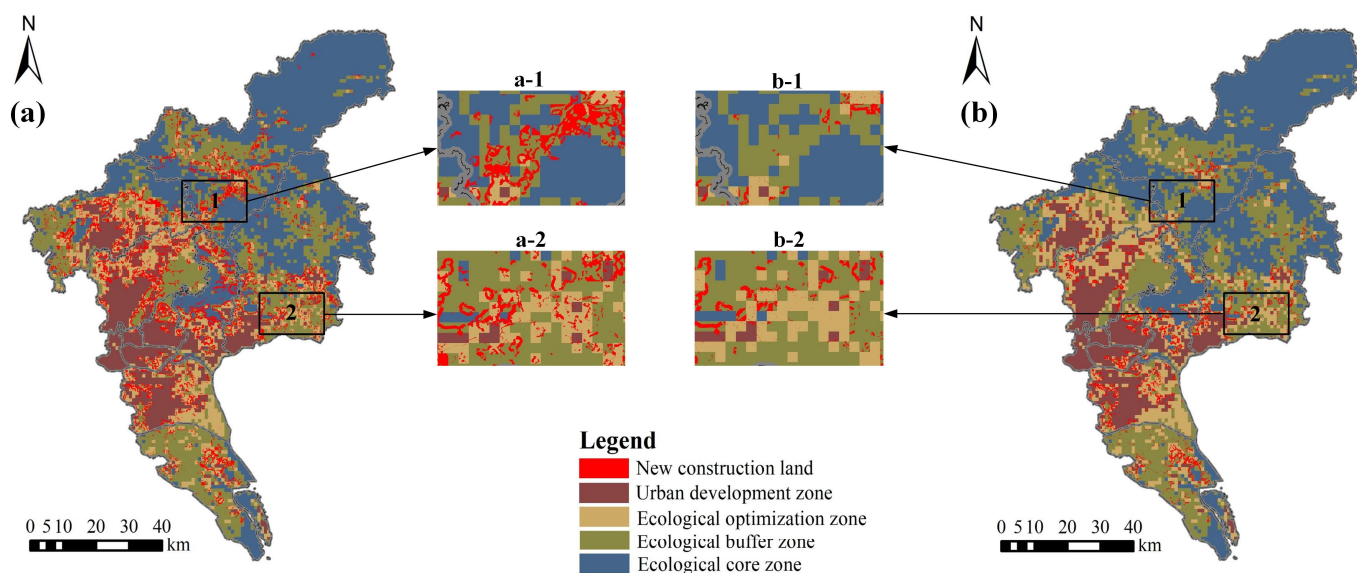 N
(a)
1
2
0 5 10 20 30 40
km
a-1
b-1
a-2
b-2
Legend
New construction land
Urban development zone
Ecological optimization zone
Ecological buffer zone
Ecological core zone
N
(b)
1
2
0 5 10 20 30 40
km